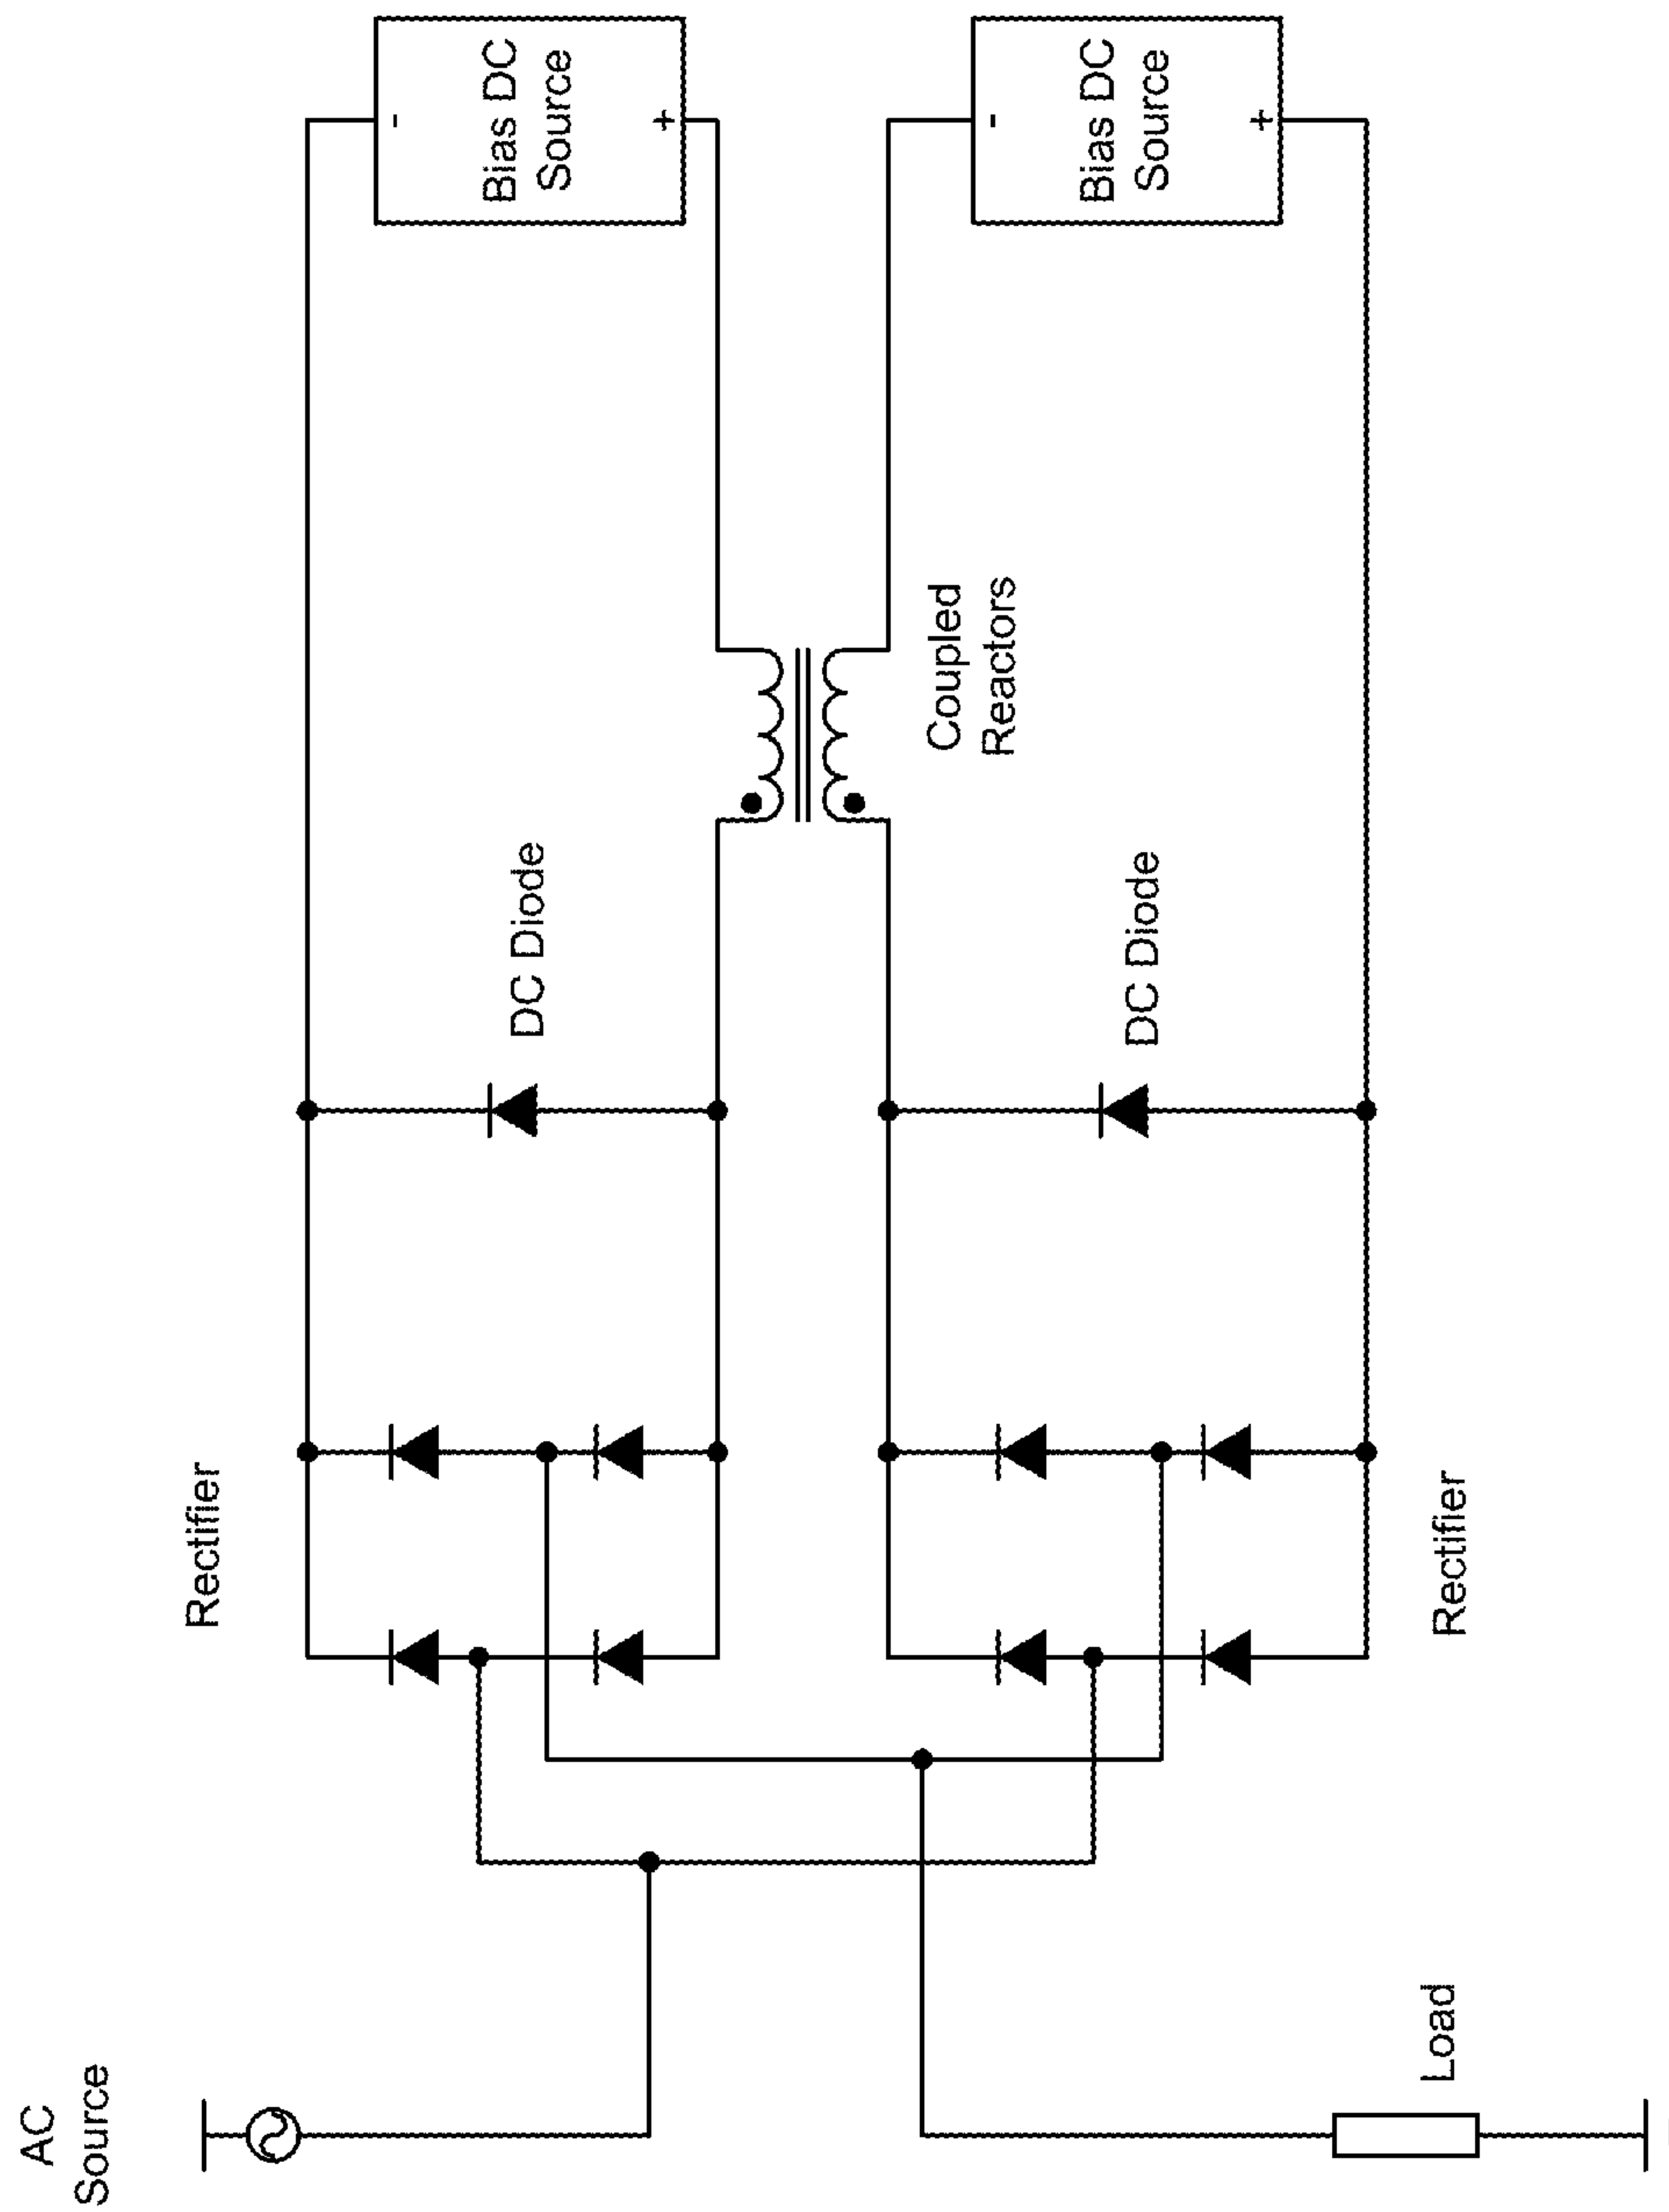 AC
Source
Rectifier
DC Diode
-
Bias DC
Source
+
Coupled
Reactors
DC Diode
-
Bias DC
Source
+
Load
Rectifier